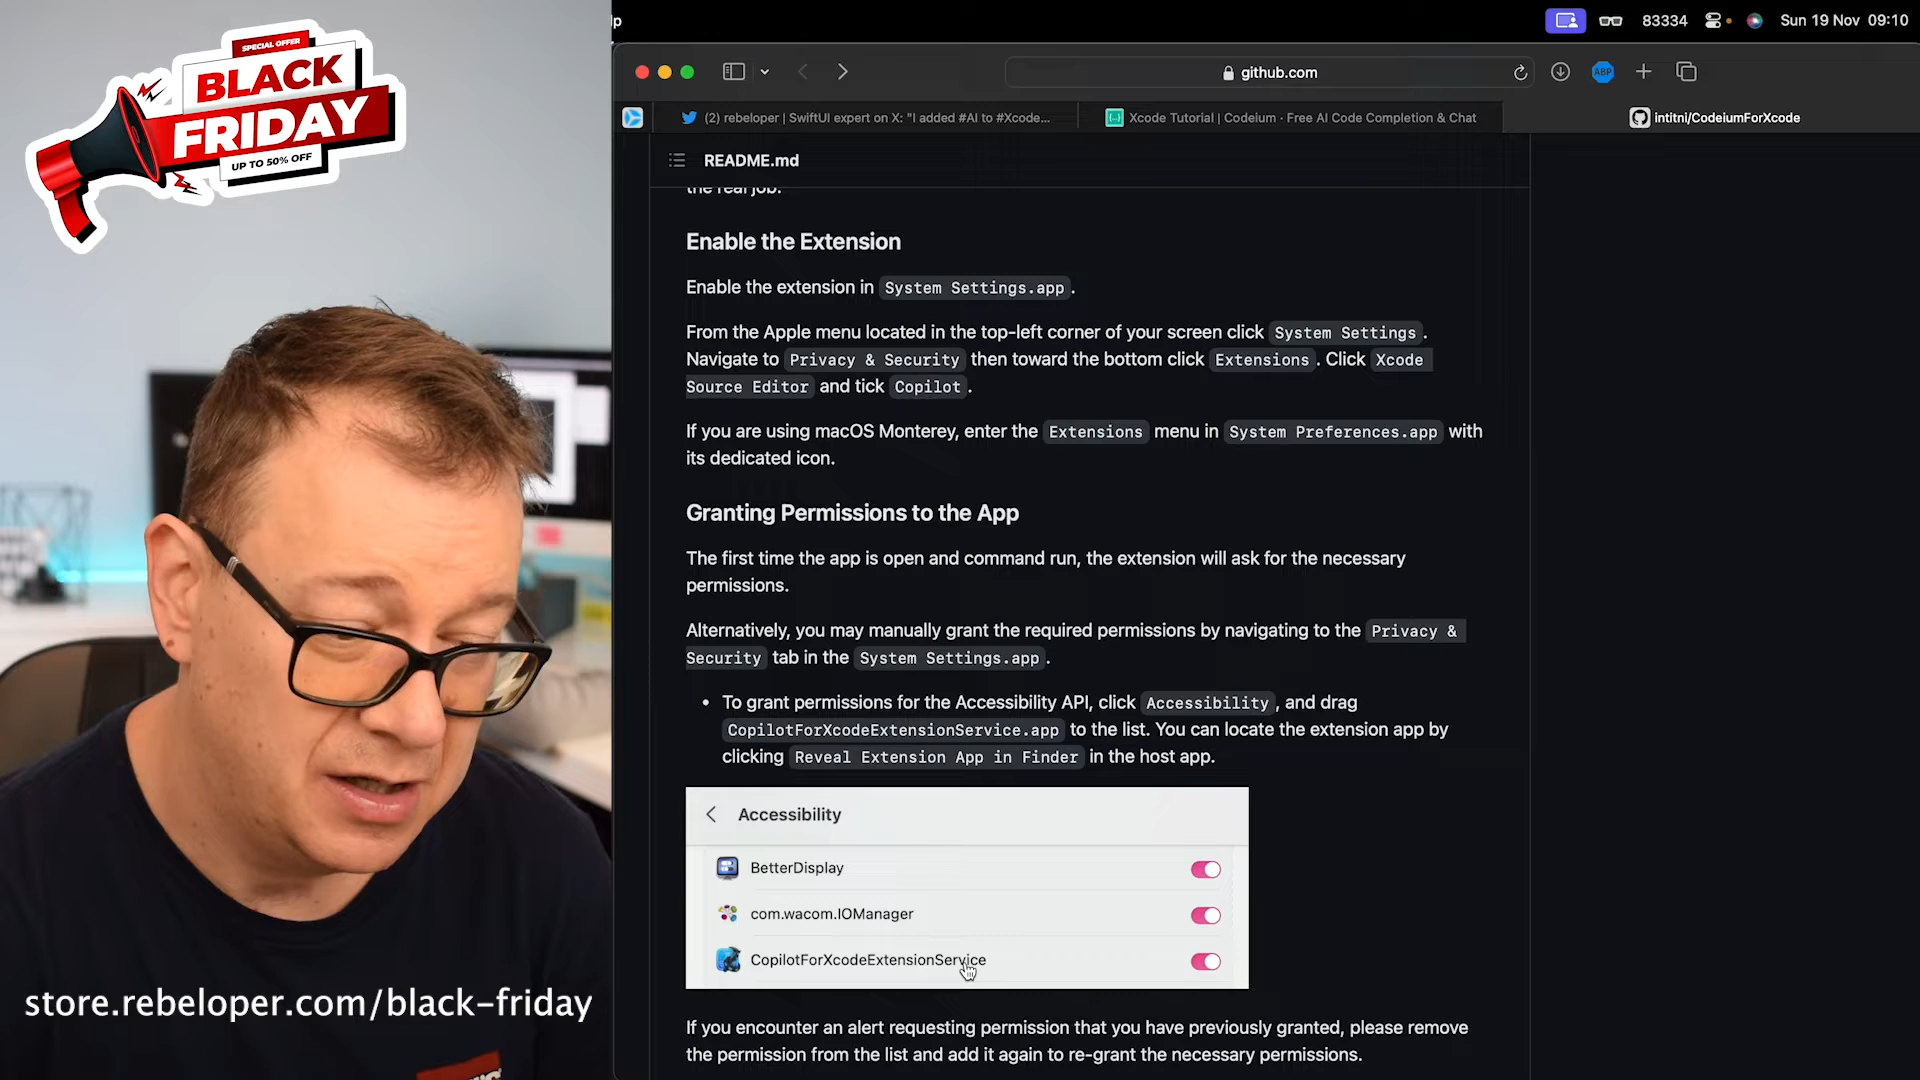 SPECIAL OFFER
BLACK
FRIDAY
UP TO 50% OFF
lp
83334
Sun 19 Nov 09:10
github.com
ABP
(2) rebeloper | SwiftUI expert on X: "I added #AI to #Xcode...
Xcode Tutorial | Codeium · Free AI Code Completion & Chat
intitni/CodeiumForXcode
README.md
the real job.
Enable the Extension
Enable the extension in System Settings.app.
From the Apple menu located in the top-left corner of your screen click System Settings.
Navigate to Privacy & Security then toward the bottom click Extensions. Click Xcode
Source Editor and tick Copilot.
If you are using macOS Monterey, enter the Extensions menu in System Preferences.app with
its dedicated icon.
Granting Permissions to the App
The first time the app is open and command run, the extension will ask for the necessary
permissions.
Alternatively, you may manually grant the required permissions by navigating to the Privacy &
Security tab in the System Settings.app.
• To grant permissions for the Accessibility API, click Accessibility, and drag
CopilotForXcodeExtensionService.app to the list. You can locate the extension app by
clicking Reveal Extension App in Finder in the host app.
Accessibility
BetterDisplay
com.wacom.IOManager
CopilotForXcodeExtensionService
If you encounter an alert requesting permission that you have previously granted, please remove
the permission from the list and add it again to re-grant the necessary permissions.
store.rebeloper.com/black-friday